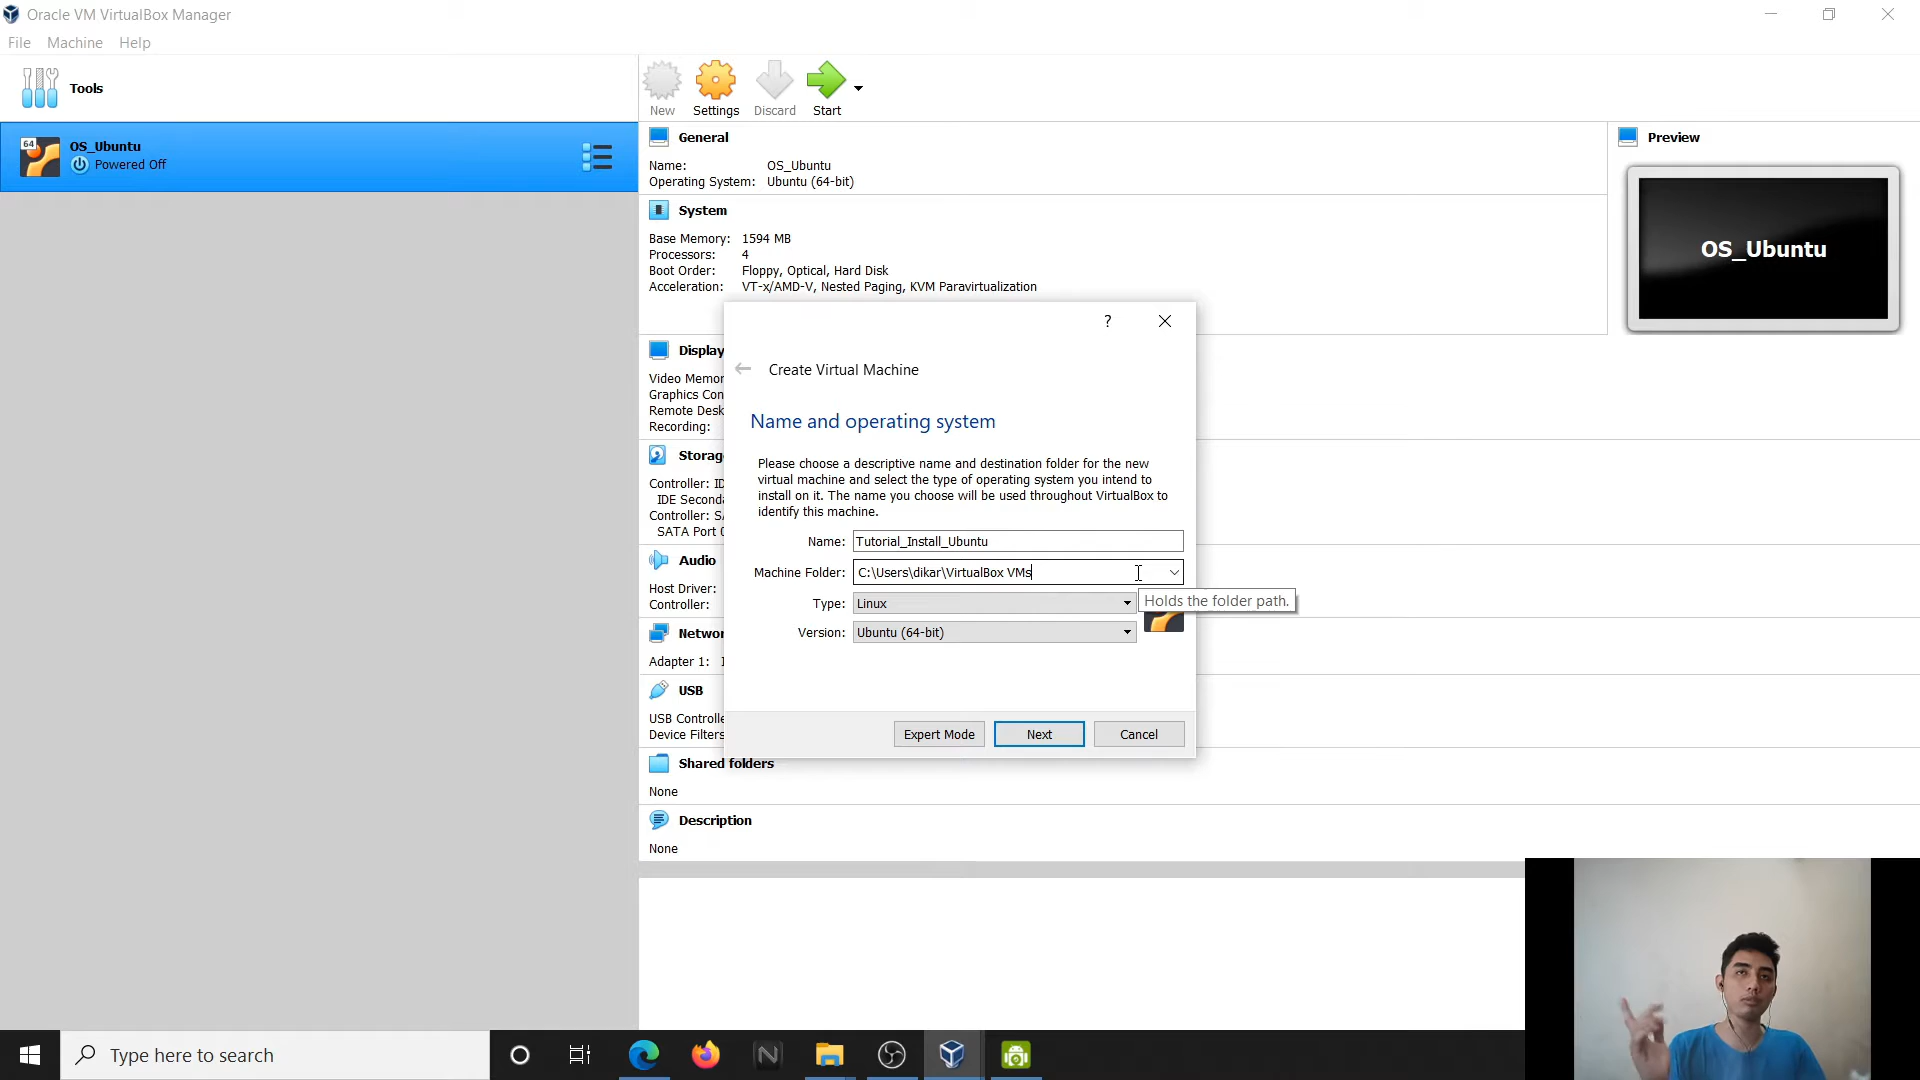 Oracle VM VirtualBox Manager
File Machine Help
Tools
New
Settings
Discard
Start
64
OS_Ubuntu
Powered Off
General
Name: OS_Ubuntu
Operating System: Ubuntu (64-bit)
Preview
OS_Ubuntu
System
Base Memory: 1594 MB
Processors: 4
Boot Order: Floppy, Optical, Hard Disk
Acceleration: VT-x/AMD-V, Nested Paging, KVM Paravirtualization
Display
Video Memor
Graphics Con
Remote Desk
Recording:
Storag
Controller: ID
IDE Seconda
Controller: SA
SATA Port 0
Audio
Host Driver:
Controller:
Networ
Adapter 1: I
USB
USB Controlle
Device Filters
Shared folders
None
Description
None
?
Create Virtual Machine
Name and operating system
Please choose a descriptive name and destination folder for the new
virtual machine and select the type of operating system you intend to
install on it. The name you choose will be used throughout VirtualBox to
identify this machine.
Name: Tutorial_Install_Ubuntu
Machine Folder: C:\Users\dikar\VirtualBox VMs
Holds the folder path.
Type: Linux
Version: Ubuntu (64-bit)
Expert Mode
Next
Cancel
Type here to search
N